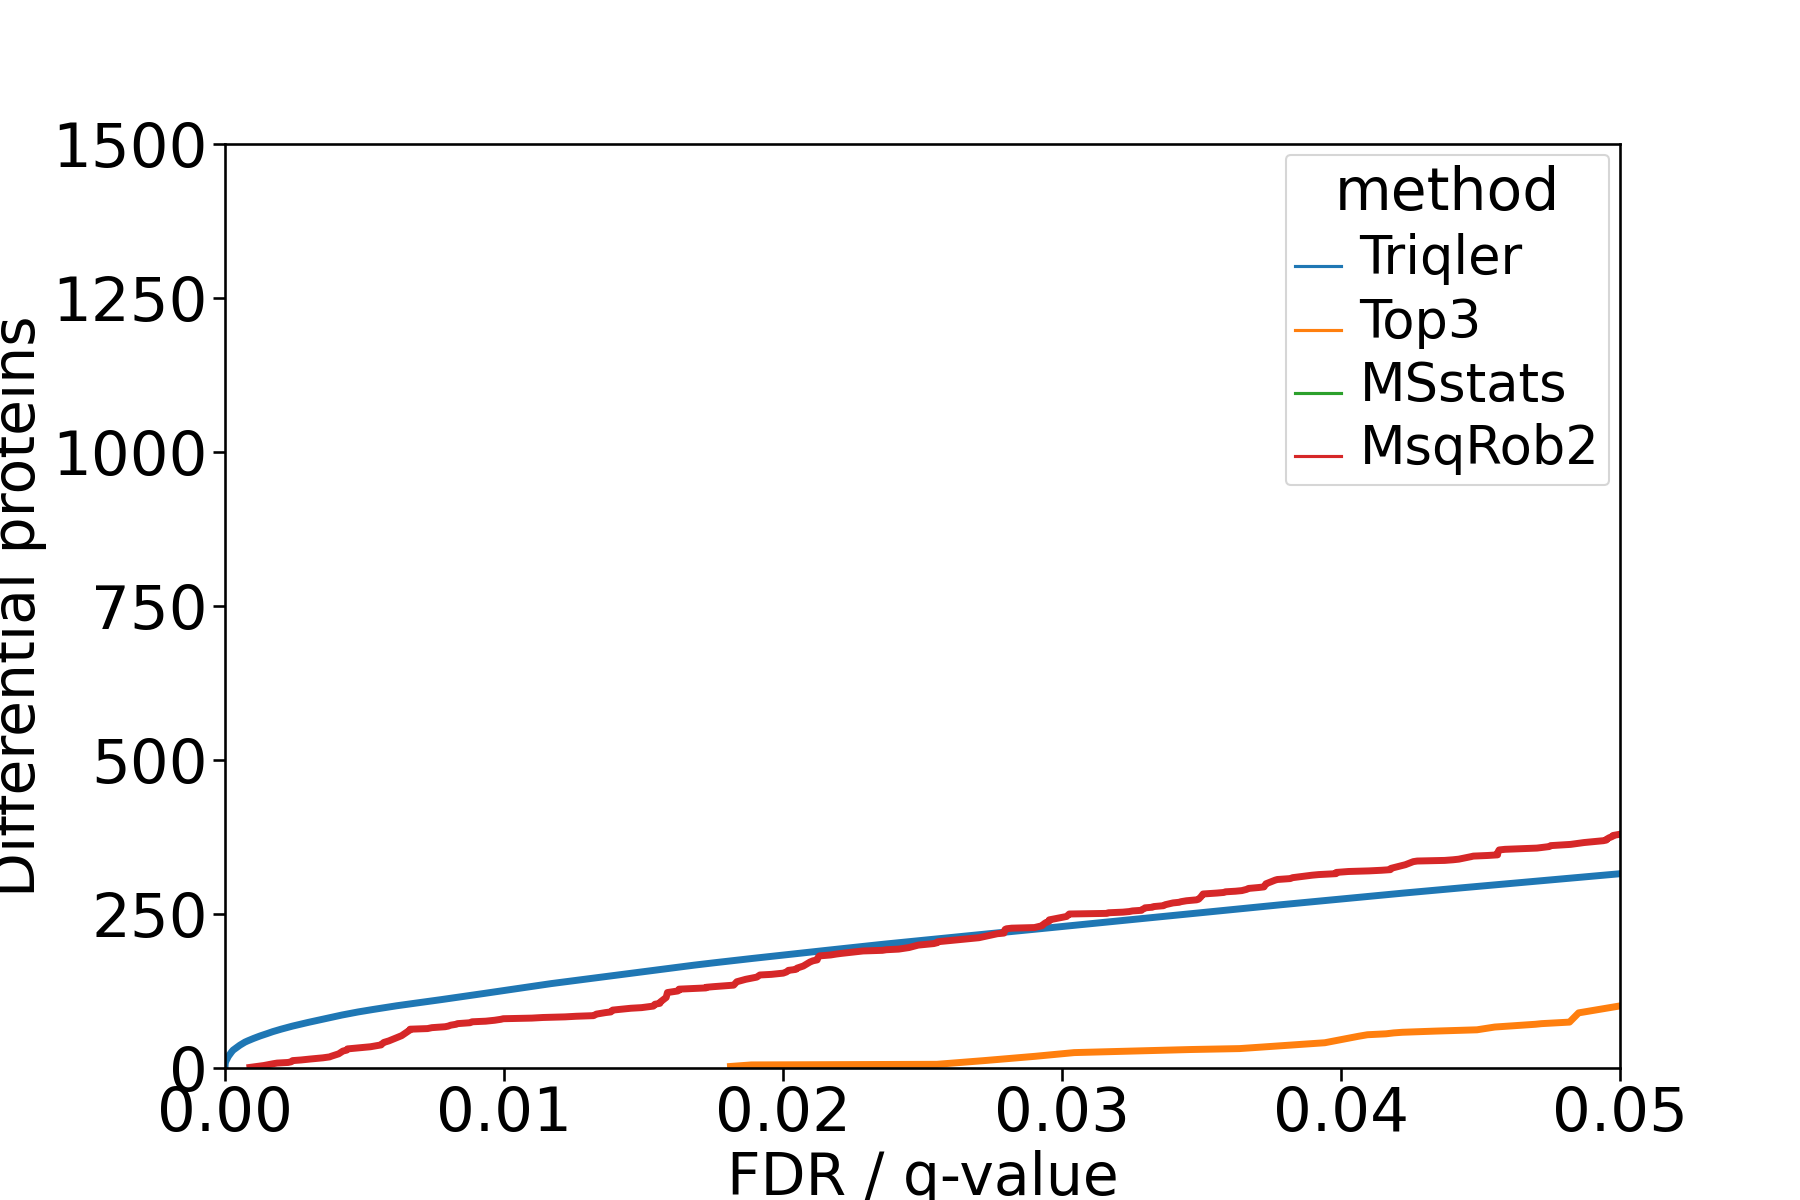 1500
1250
1000
750
500
250
0
Differential proteins
0.00 0.01 0.02 0.03 0.04 0.05
FDR / q-value
method
Triqler
Top3
MSstats
MsqRob2